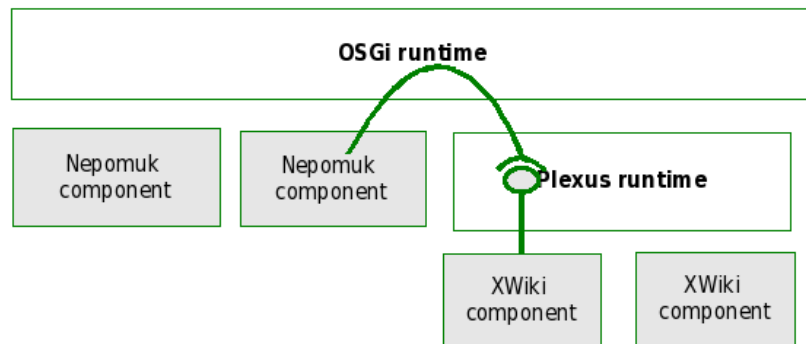 OSGi runtime
Nepomuk
component
Nepomuk
component
Plexus runtime
XWiki
component
XWiki
component